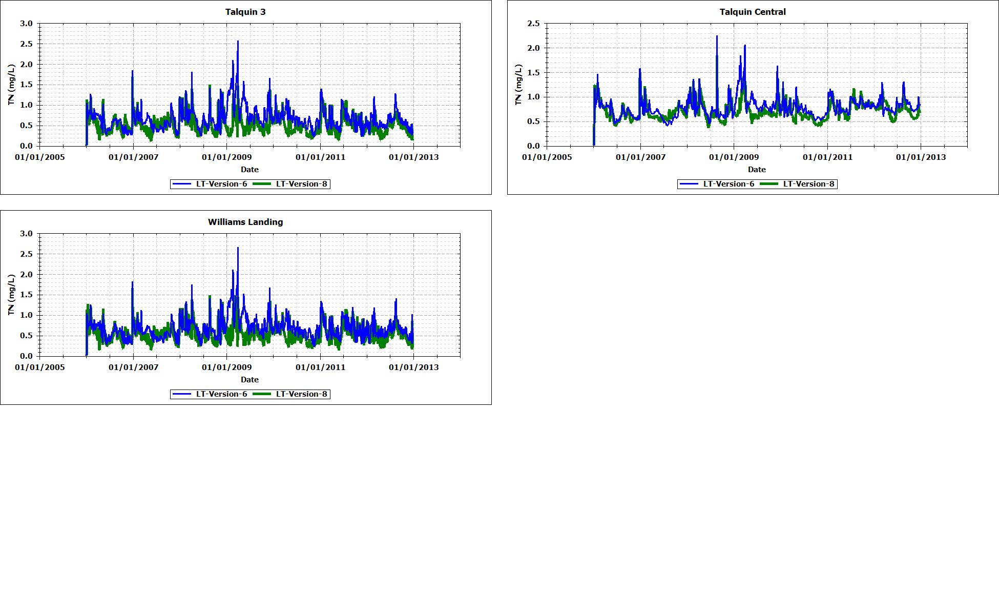 Talquin 3
3.0
2.5
2.0
1.5
1.0
0.5
0.0
TN (mg/L)
01/01/2005 01/01/2007 01/01/2009 01/01/2011 01/01/2013
Date
LT-Version-6 LT-Version-8
Talquin Central
2.5
2.0
1.5
1.0
0.5
0.0
TN (mg/L)
01/01/2005 01/01/2007 01/01/2009 01/01/2011 01/01/2013
Date
LT-Version-6 LT-Version-8
Williams Landing
3.0
2.5
2.0
1.5
1.0
0.5
0.0
TN (mg/L)
01/01/2005 01/01/2007 01/01/2009 01/01/2011 01/01/2013
Date
LT-Version-6 LT-Version-8